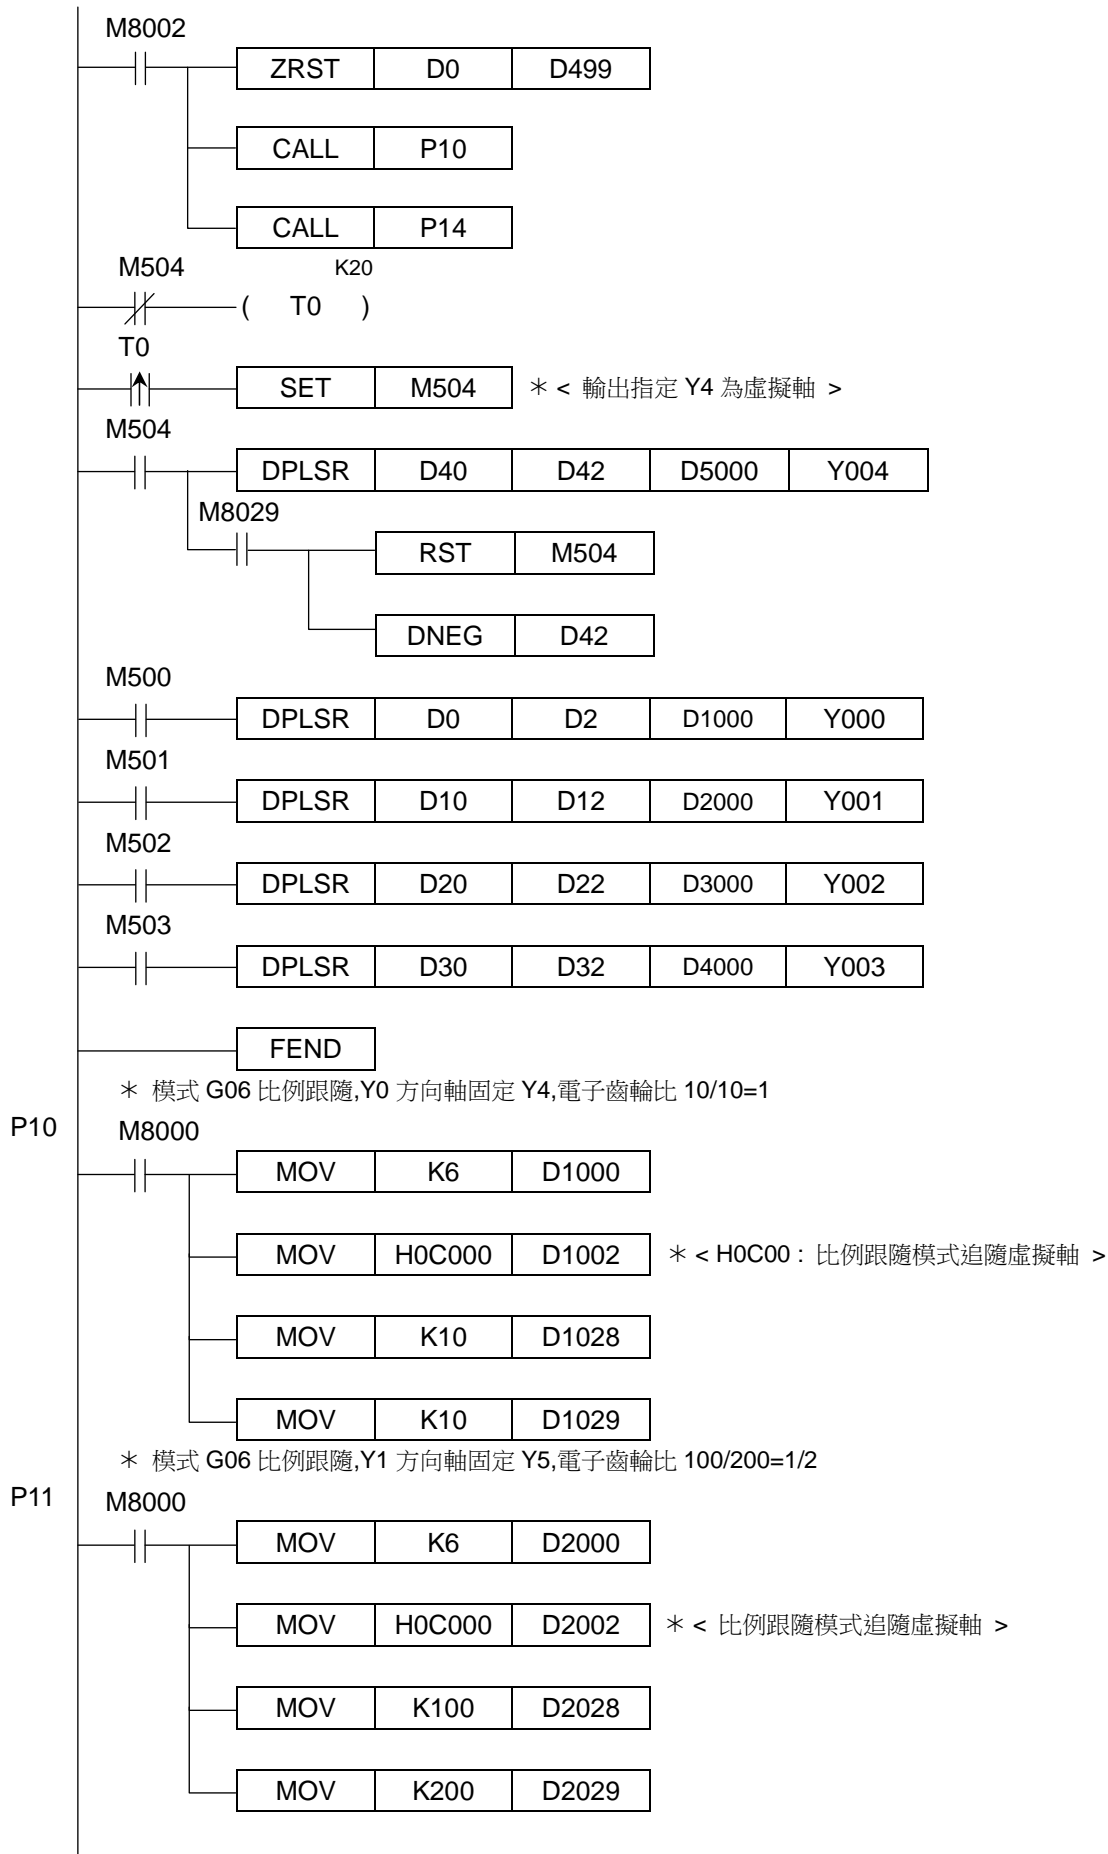 M8002
ZRST D0 D499
CALL P10
CALL P14
M504 K20
( T0 )
T0
SET M504 ＊ < 輸出指定 Y4 為虛擬軸 >
M504
DPLSR D40 D42 D5000 Y004
M8029
RST M504
DNEG D42
M500
DPLSR D0 D2 D1000 Y000
M501
DPLSR D10 D12 D2000 Y001
M502
DPLSR D20 D22 D3000 Y002
M503
DPLSR D30 D32 D4000 Y003
FEND
＊ 模式 G06 比例跟隨,Y0 方向軸固定 Y4,電子齒輪比 10/10=1
P10 M8000
MOV K6 D1000
MOV H0C000 D1002 ＊ < H0C00 : 比例跟隨模式追隨虛擬軸 >
MOV K10 D1028
MOV K10 D1029
＊ 模式 G06 比例跟隨,Y1 方向軸固定 Y5,電子齒輪比 100/200=1/2
P11 M8000
MOV K6 D2000
MOV H0C000 D2002 ＊ < 比例跟隨模式追隨虛擬軸 >
MOV K100 D2028
MOV K200 D2029